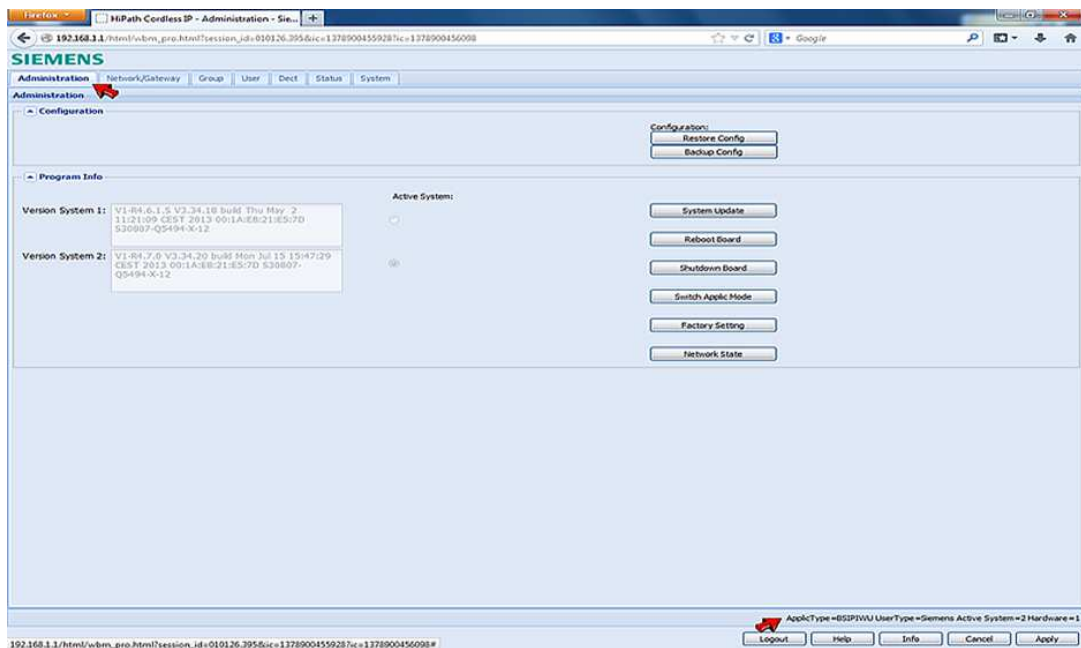 Firefox
HiPath Cordless IP - Administration - Sie...
192.168.1.1/html/wbm_pro.html?session_id=010126.395&ic=1378900455928?ic=1378900456098
Google
SIEMENS
Administration Network/Gateway Group User Dect Status System
Administration
Configuration
Configuration:
Restore Config
Backup Config
Program Info
Active System:
Version System 1: V1-R4.6.1.5 V3.34.18 build Thu May 2
11:21:09 CEST 2013 00:1A:E8:21:E5:7D
S30807-Q5494-X-12
System Update
Reboot Board
Version System 2: V1-R4.7.0 V3.34.20 build Mon Jul 15 15:47:29
CEST 2013 00:1A:E8:21:E5:7D S30807-
Q5494-X-12
Shutdown Board
Switch Applic Mode
Factory Setting
Network State
ApplicType=BSIPIWU UserType=Siemens Active System=2 Hardware=1
192.168.1.1/html/wbm_pro.html?session_id=010126.395&ic=1378900455928?ic=1378900456098#
Logout Help Info Cancel Apply